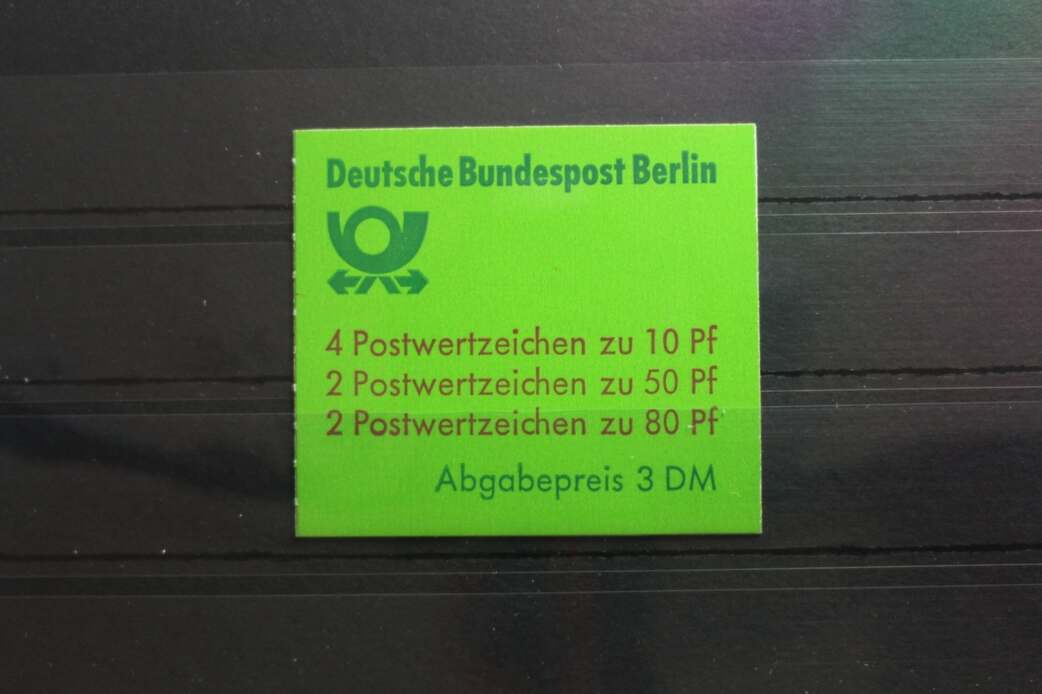 Deutsche Bundespost Berlin
4 Postwertzeichen zu 10 Pf
2 Postwertzeichen zu 50 Pf
2 Postwertzeichen zu 80 Pf
Abgabepreis 3 DM